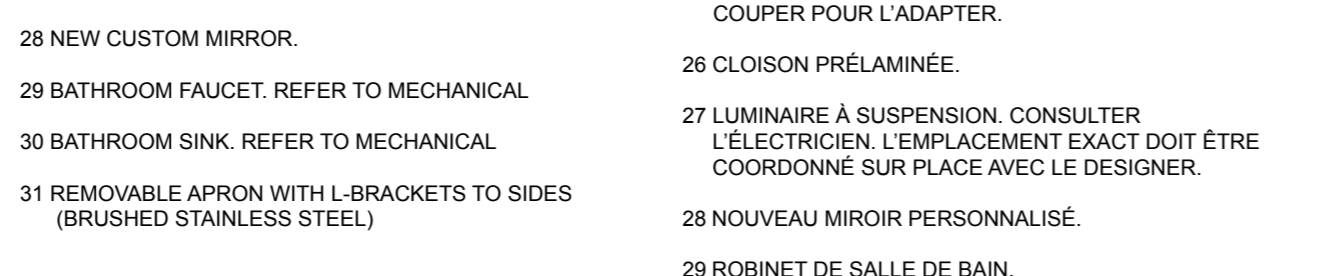 28 NEW CUSTOM MIRROR.
29 BATHROOM FAUCET. REFER TO MECHANICAL
30 BATHROOM SINK. REFER TO MECHANICAL
31 REMOVABLE APRON WITH L-BRACKETS TO SIDES
(BRUSHED STAINLESS STEEL)
COUPER POUR L’ADAPTER.
26 CLOISON PRÉLAMINÉE.
27 LUMINAIRE À SUSPENSION. CONSULTER
L’ÉLECTRICIEN. L’EMPLACEMENT EXACT DOIT ÊTRE
COORDONNÉ SUR PLACE AVEC LE DESIGNER.
28 NOUVEAU MIROIR PERSONNALISÉ.
29 ROBINET DE SALLE DE BAIN.